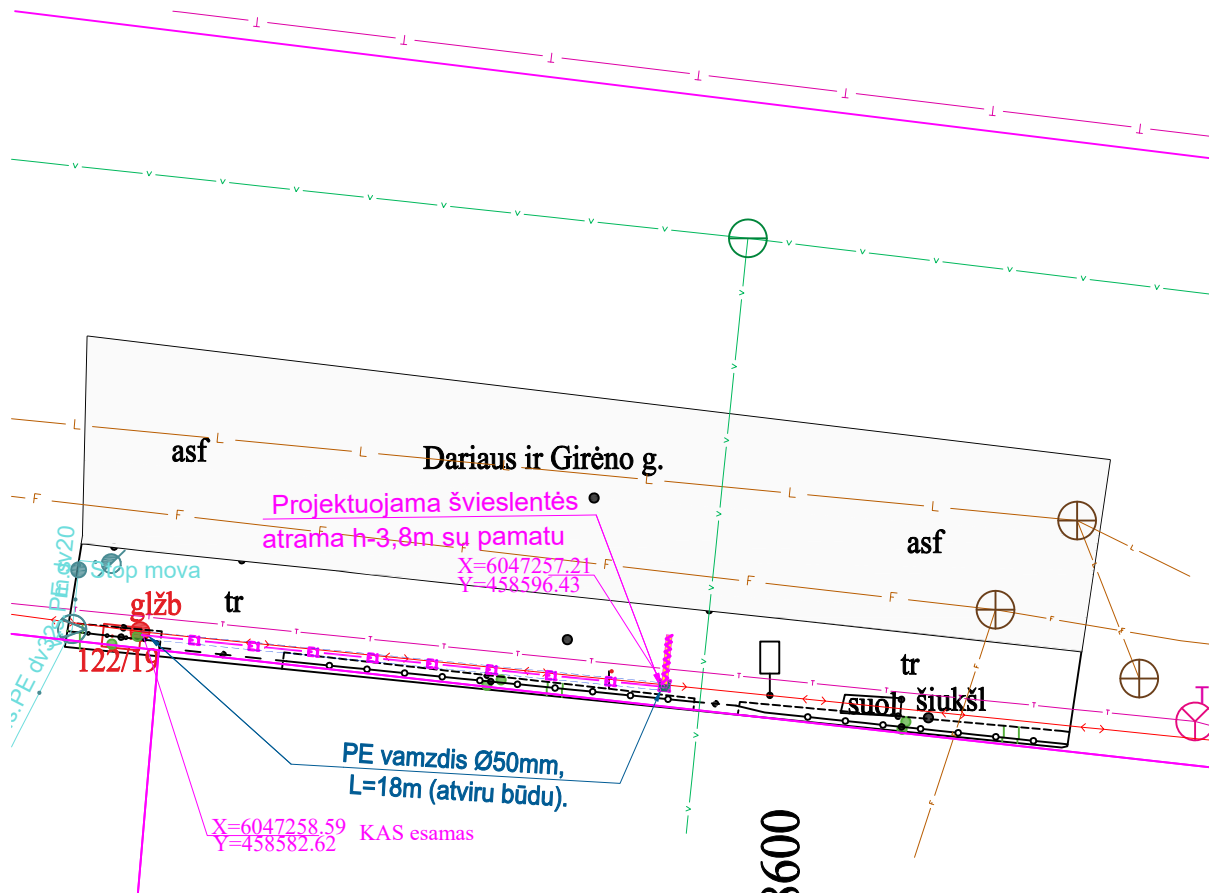 asf
Dariaus ir Girėno g.
Projektuojama švieslentės
atrama h-3,8m su pamatu
asf
X=6047257.21
Y=458596.43
Stop mova
glžb
tr
122/19
tr
suol
šiukšl
PE vamzdis Ø50mm,
L=18m (atviru būdu).
X=6047258.59
Y=458582.62
KAS esamas